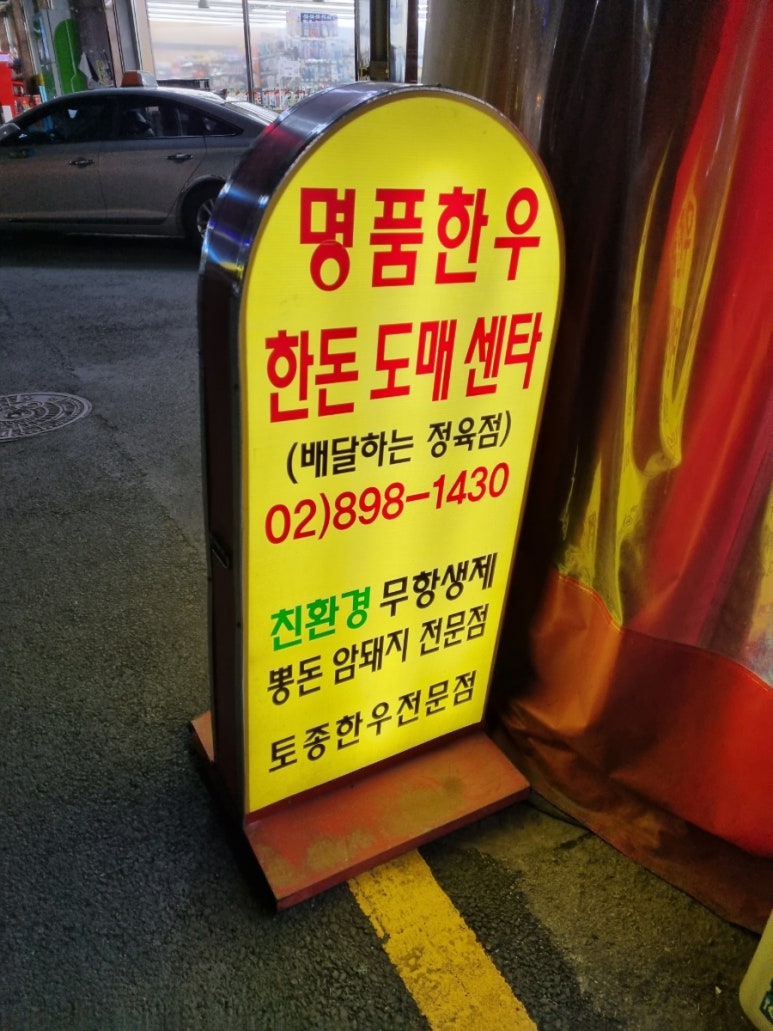 명품한우
한돈 도매 센타
(배달하는 정육점)
02)898-1430
친환경 무항생제
뽕돈 암돼지 전문점
토종한우전문점